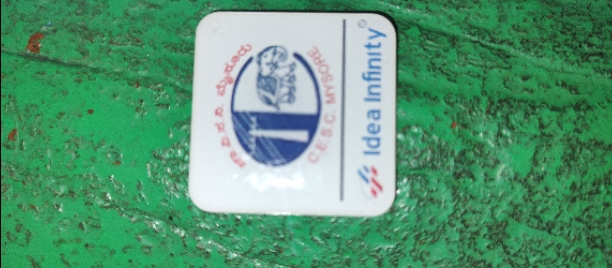 ಚಾ.ವಿ.ಸ.ನಿ. ಮೈಸೂರು
C.E.S.C. MYSORE
Idea Infinity